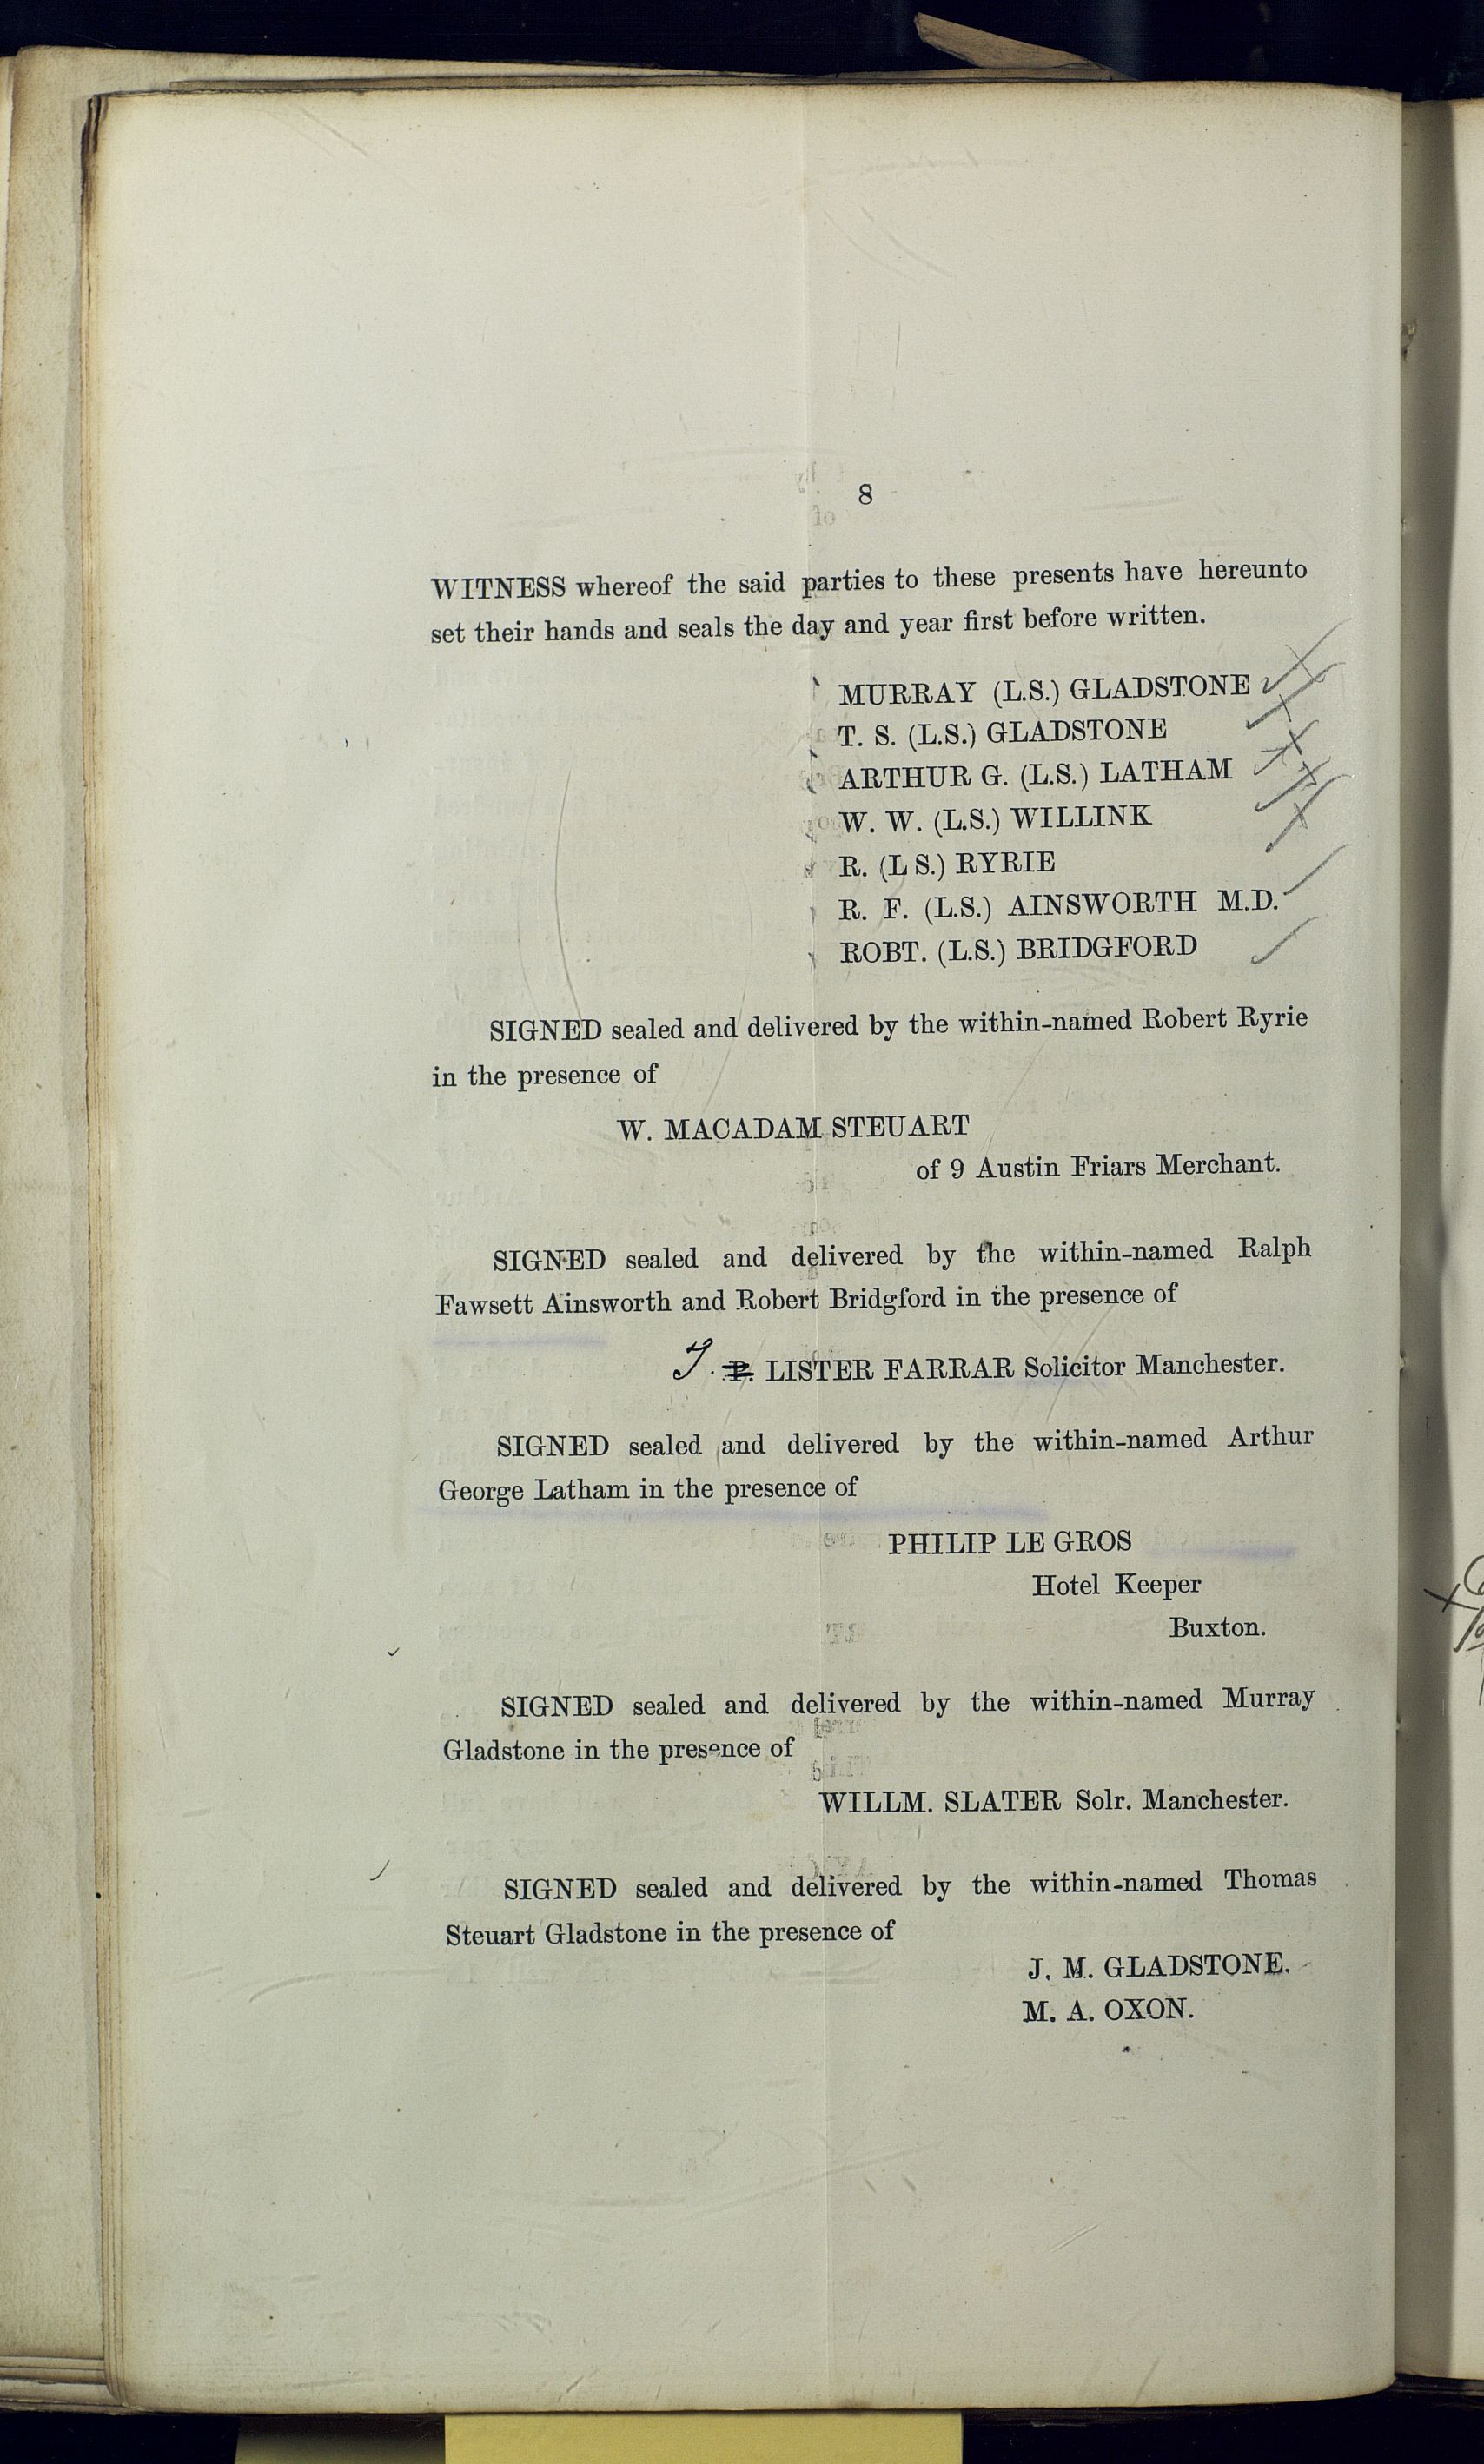 8
WITNESS whereof the said parties to these presents have hereunto
set their hands and seals the day and year first before written.
MURRAY (L.S.) GLADSTONE
T. S. (L.S.) GLADSTONE
ARTHUR G. (L.S.) LATHAM
W. W. (L.S.) WILLINK
R. (L S.) RYRIE
R. F. (L.S.) AINSWORTH M.D.
ROBT. (L.S.) BRIDGFORD
SIGNED sealed and delivered by the within-named Robert Ryrie
in the presence of
W. MACADAM STEUART
of 9 Austin Friars Merchant.
SIGNED sealed and delivered by the within-named Ralph
Fawsett Ainsworth and Robert Bridgford in the presence of
J. P. LISTER FARRAR Solicitor Manchester.
SIGNED sealed and delivered by the within-named Arthur
George Latham in the presence of
PHILIP LE GROS
Hotel Keeper
Buxton.
SIGNED sealed and delivered by the within-named Murray
Gladstone in the presence of
WILLM. SLATER Solr. Manchester.
SIGNED sealed and delivered by the within-named Thomas
Steuart Gladstone in the presence of
J. M. GLADSTONE.
M. A. OXON.